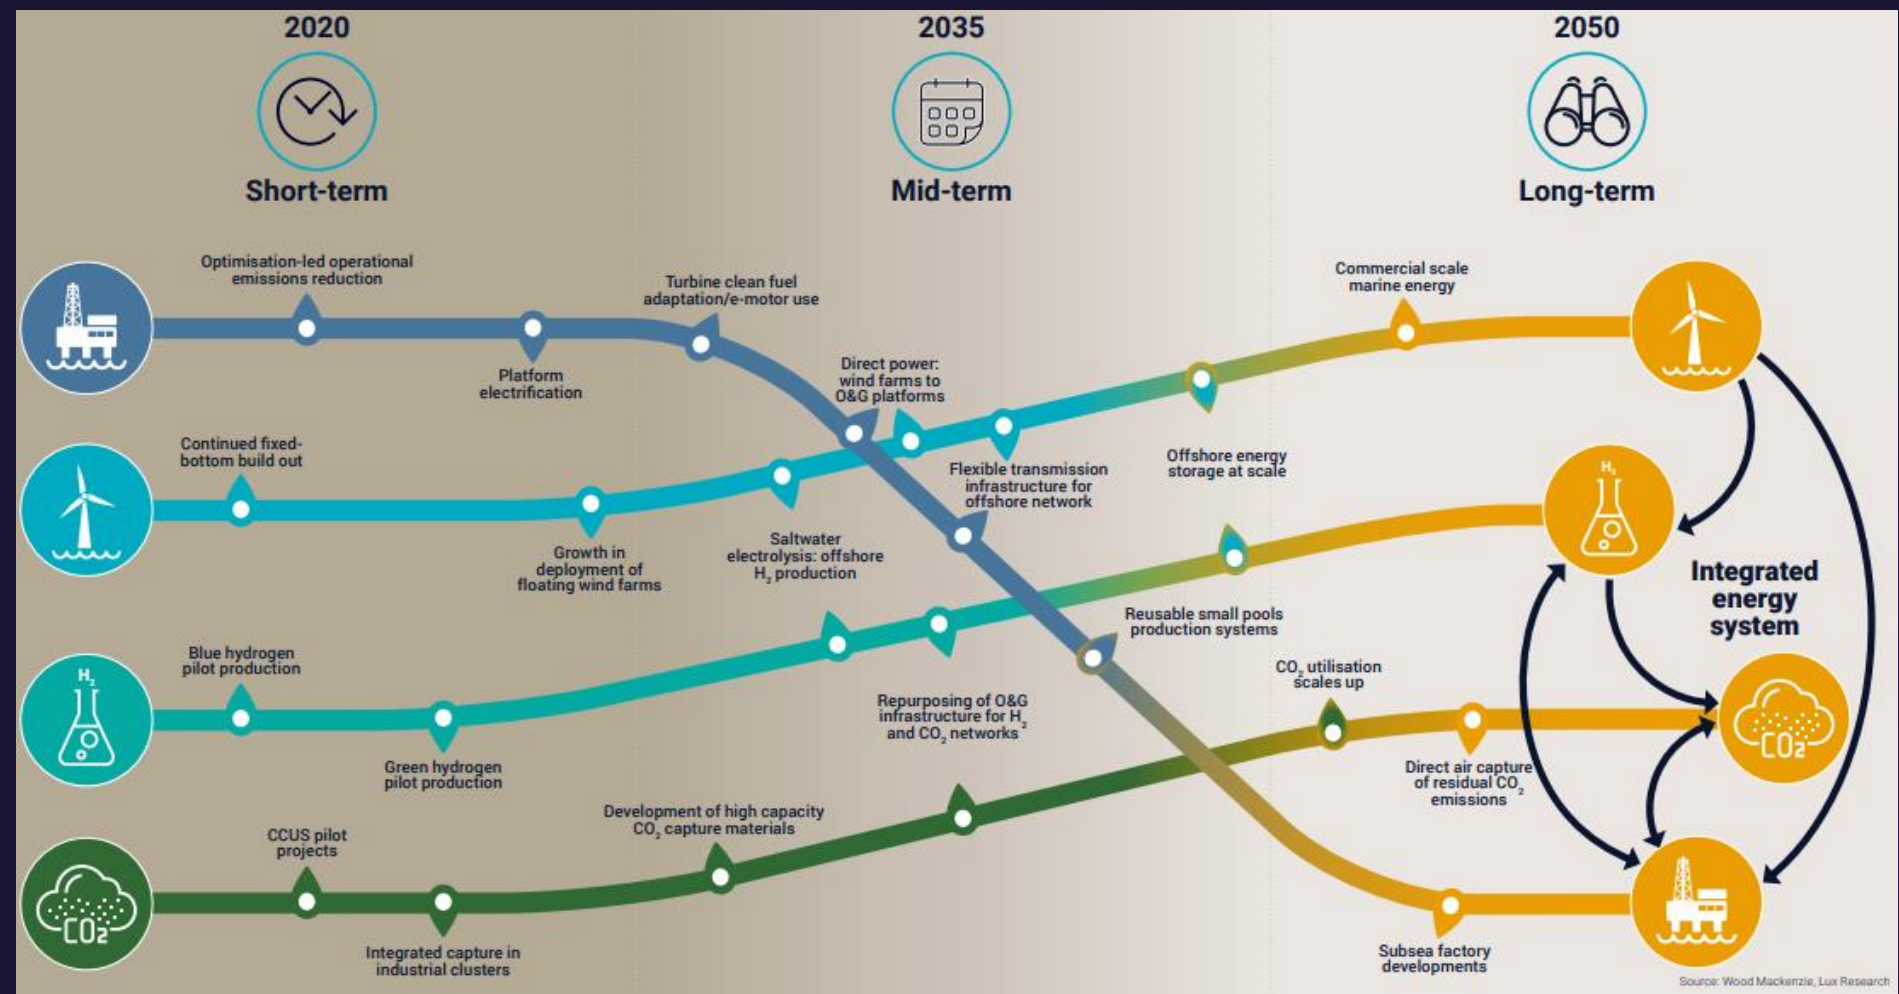 2020
2035
2050
Short-term
Mid-term
Long-term
Optimisation-led operational
emissions reduction
Platform
electrification
Turbine clean fuel
adaptation/e-motor use
Direct power:
wind farms to
O&G platforms
Commercial scale
marine energy
Continued fixed-
bottom build out
Growth in
deployment of
floating wind farms
Saltwater
electrolysis: offshore
H₂ production
Flexible transmission
infrastructure for
offshore network
Offshore energy
storage at scale
H₂
Blue hydrogen
pilot production
Green hydrogen
pilot production
Repurposing of O&G
infrastructure for H₂
and CO₂ networks
Reusable small pools
production systems
H₂
Integrated
energy
system
CO₂
CCUS pilot
projects
Integrated capture in
industrial clusters
Development of high capacity
CO₂ capture materials
CO₂ utilisation
scales up
Direct air capture
of residual CO₂
emissions
CO₂
Subsea factory
developments
Source: Wood Mackenzie, Lux Research